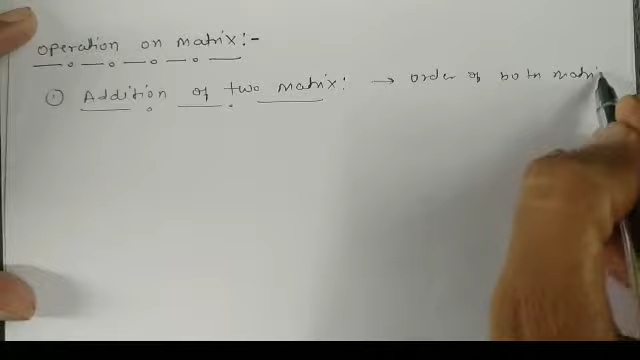 operation on matrix:-
① Addition of two matrix: → order of both matri